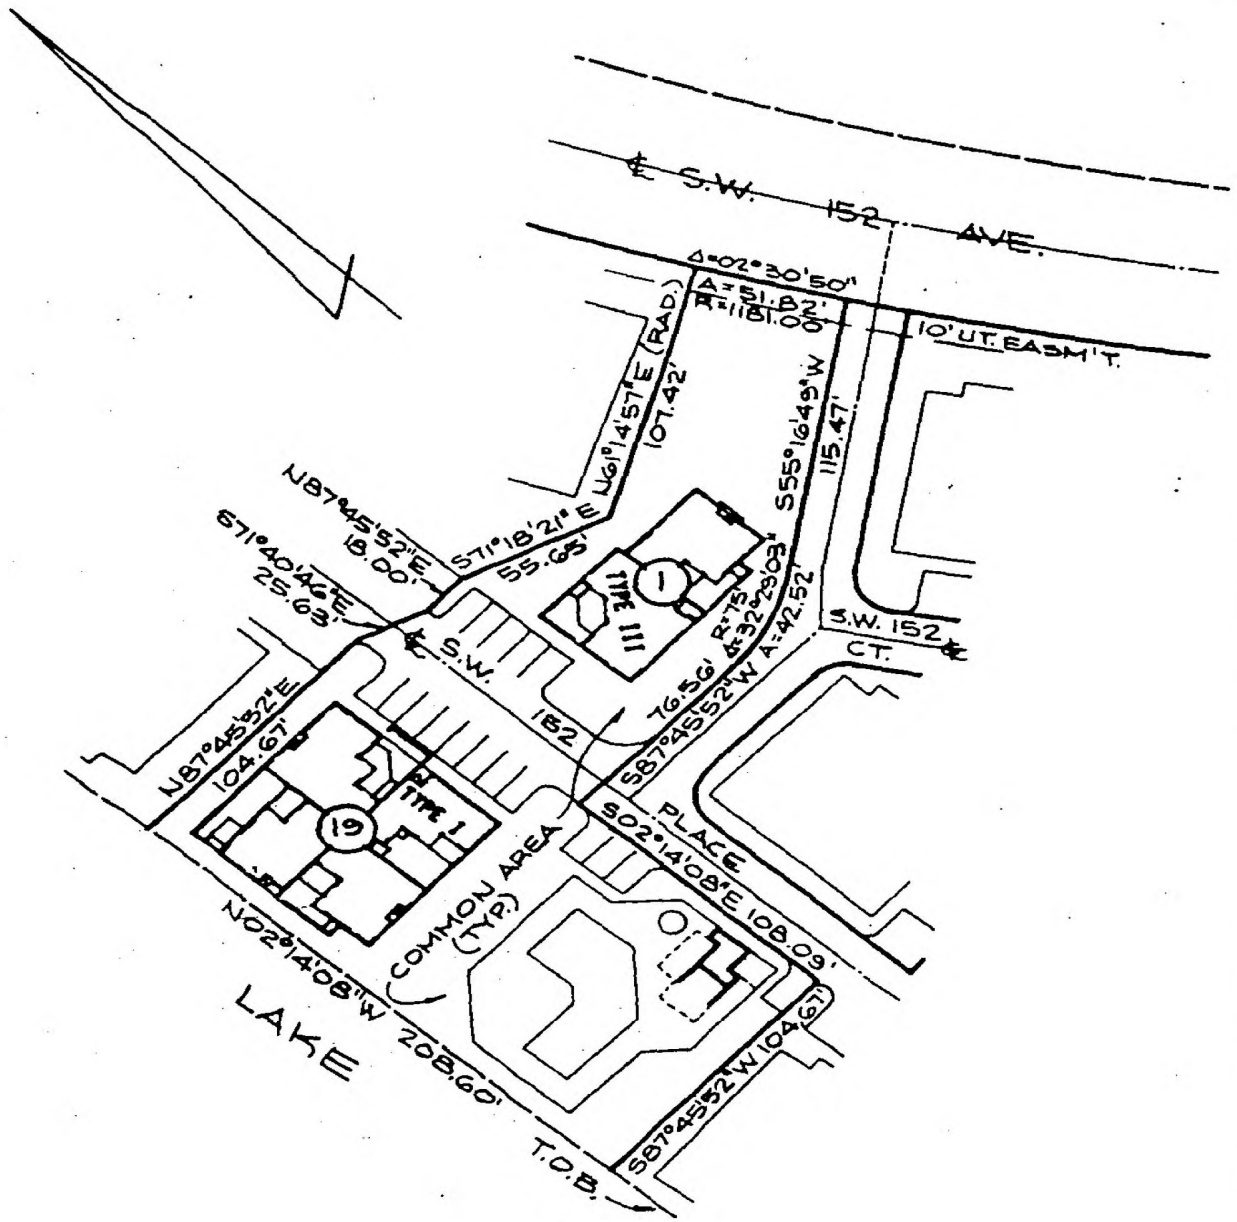 ℄ S.W. 152 AVE.
Δ=02°30'50"
A=51.82'
R=1181.00'
10' UT. EASM'T.
N61°14'57"E (RAD.)
107.42'
S55°16'49"W
115.47'
N87°45'52"E
18.00'
S71°18'21"E
55.65'
S71°40'46"E
25.63'
TYPE III
1
R=75'
Δ=32°29'03"
A=42.52'
S.W. 152
CT. ℄
℄ S.W. 152 PLACE
76.56'
S87°45'52"W
N87°45'52"E
104.67'
19
TYPE I
S02°14'08"E 108.09'
COMMON AREA
(TYP.)
N02°14'08"W 208.60'
LAKE
S87°45'52"W 104.67'
T.O.B.